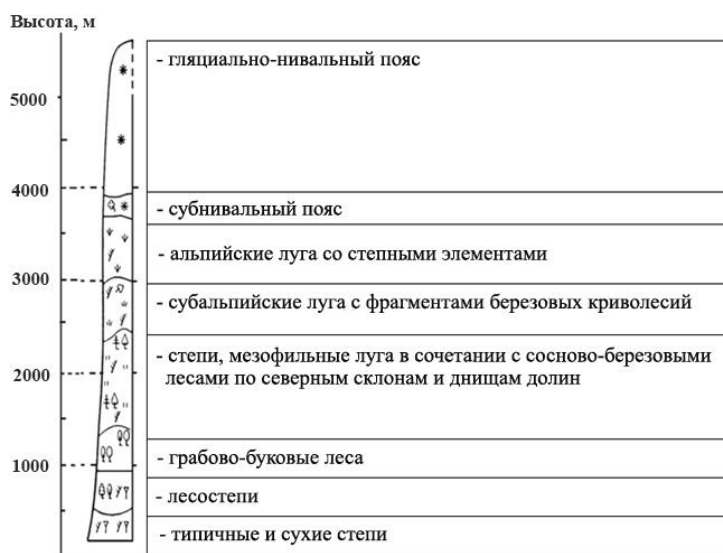 Высота, м
- гляциально-нивальный пояс
5000
4000
- субнивальный пояс
- альпийские луга со степными элементами
3000
- субальпийские луга с фрагментами березовых криволесий
- степи, мезофильные луга в сочетании с сосново-березовыми
лесами по северным склонам и днищам долин
2000
- грабово-буковые леса
1000
- лесостепи
- типичные и сухие степи